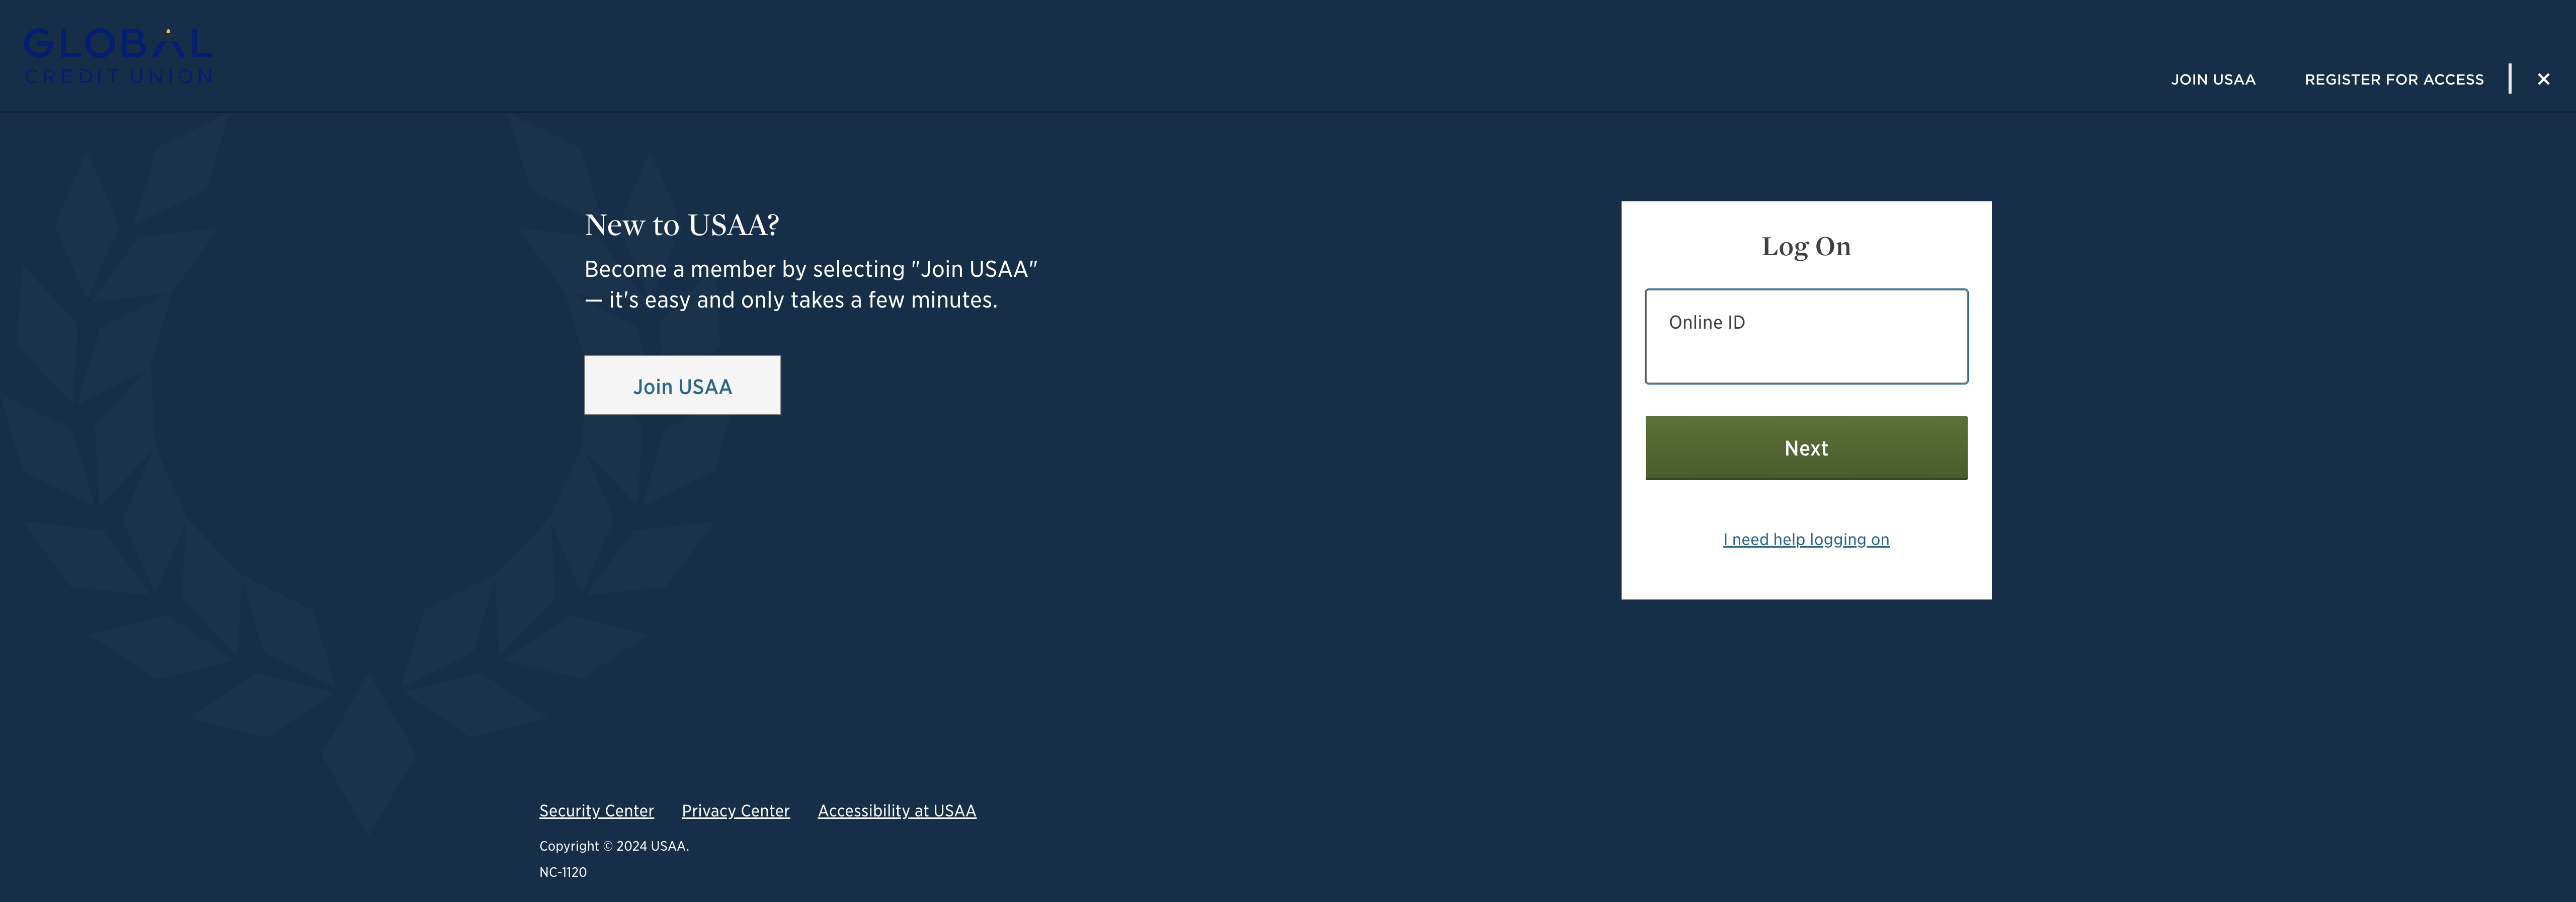 GLOBAL
CREDIT UNION
JOIN USAA
REGISTER FOR ACCESS
×
New to USAA?
Become a member by selecting "Join USAA"
— it's easy and only takes a few minutes.
Join USAA
Log On
Online ID
Next
I need help logging on
Security Center
Privacy Center
Accessibility at USAA
Copyright © 2024 USAA.
NC-1120